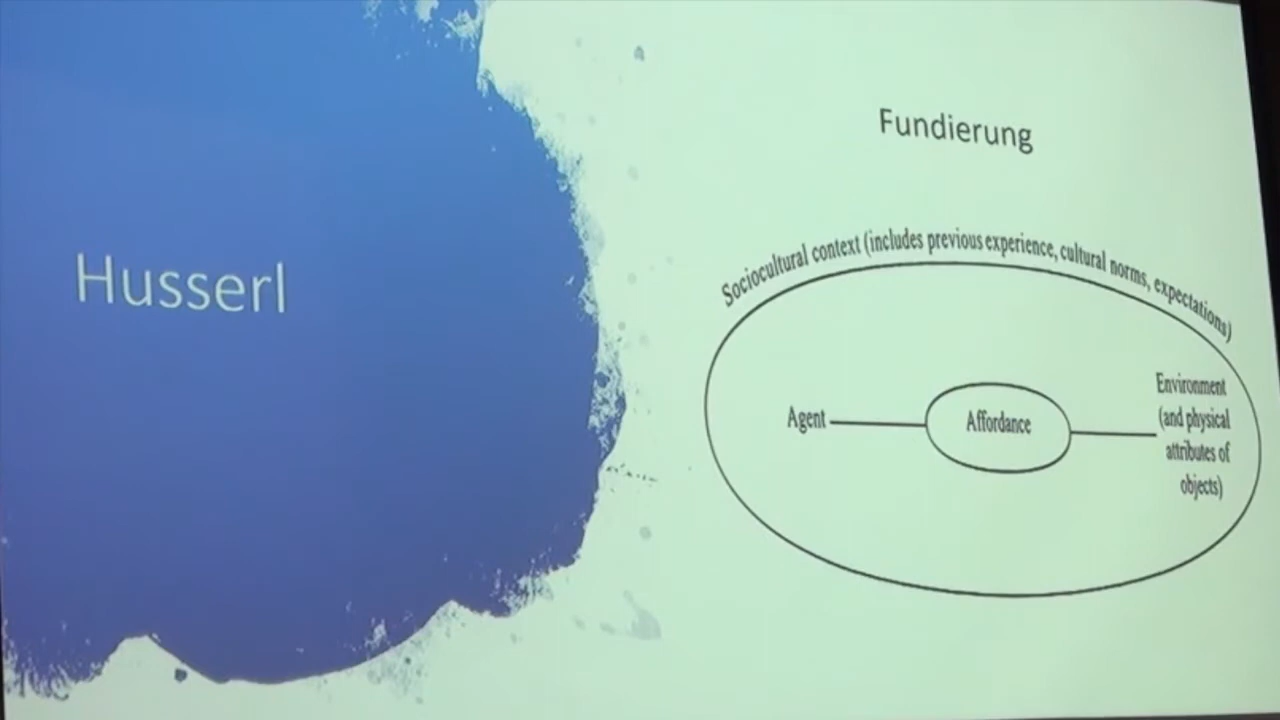 Husserl
Fundierung
Sociocultural context (includes previous experience, cultural norms, expectations)
Agent
Affordance
Environment
(and physical
attributes of
objects)